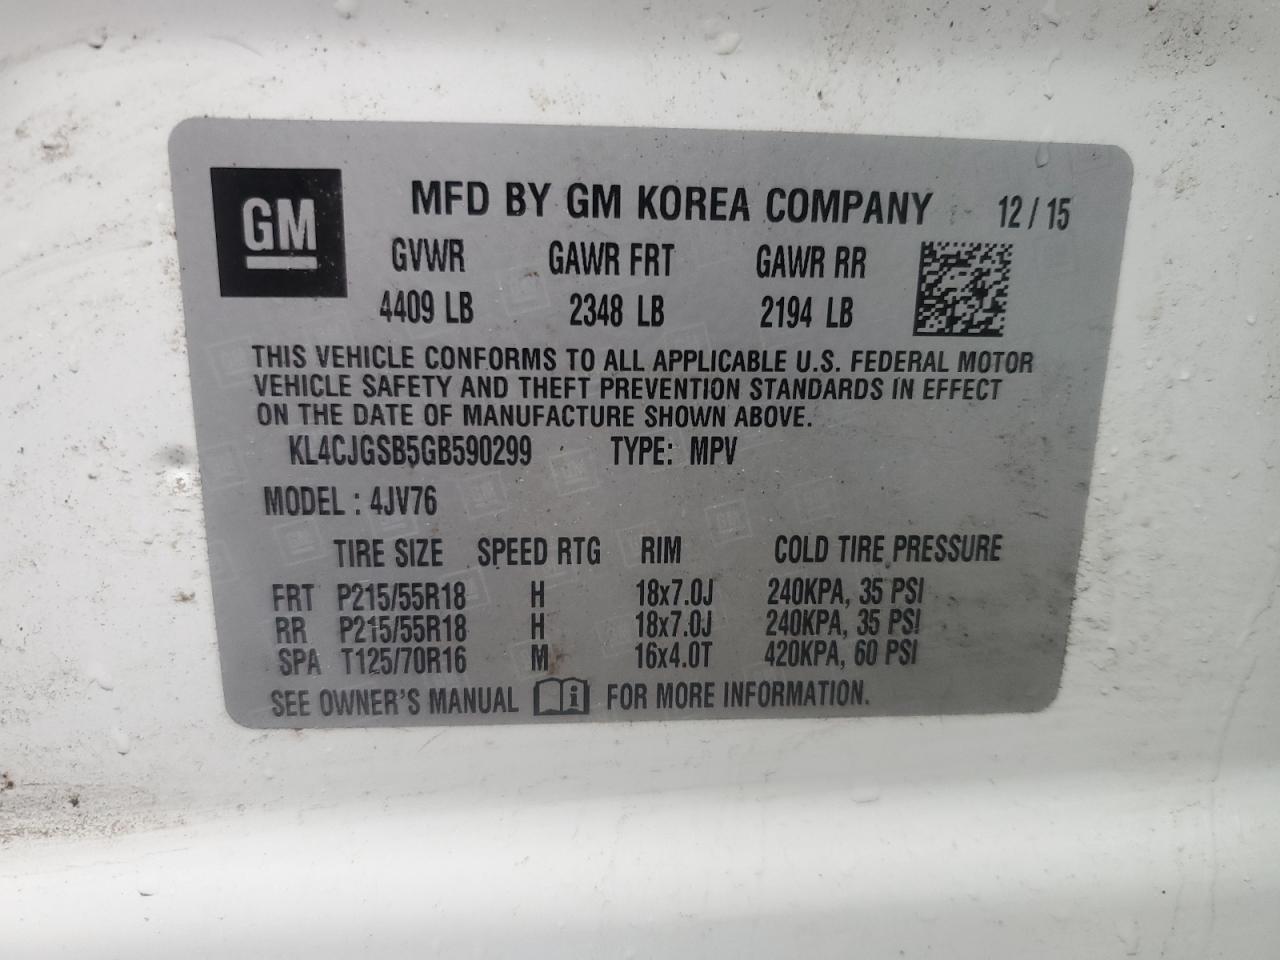 GM
MFD BY GM KOREA COMPANY 12/15
GVWR GAWR FRT GAWR RR
4409 LB 2348 LB 2194 LB
THIS VEHICLE CONFORMS TO ALL APPLICABLE U.S. FEDERAL MOTOR
VEHICLE SAFETY AND THEFT PREVENTION STANDARDS IN EFFECT
ON THE DATE OF MANUFACTURE SHOWN ABOVE.
KL4CJGSB5GB590299 TYPE: MPV
MODEL : 4JV76
TIRE SIZE SPEED RTG RIM COLD TIRE PRESSURE
FRT P215/55R18 H 18x7.0J 240KPA, 35 PSI
RR P215/55R18 H 18x7.0J 240KPA, 35 PSI
SPA T125/70R16 M 16x4.0T 420KPA, 60 PSI
SEE OWNER'S MANUAL i FOR MORE INFORMATION.